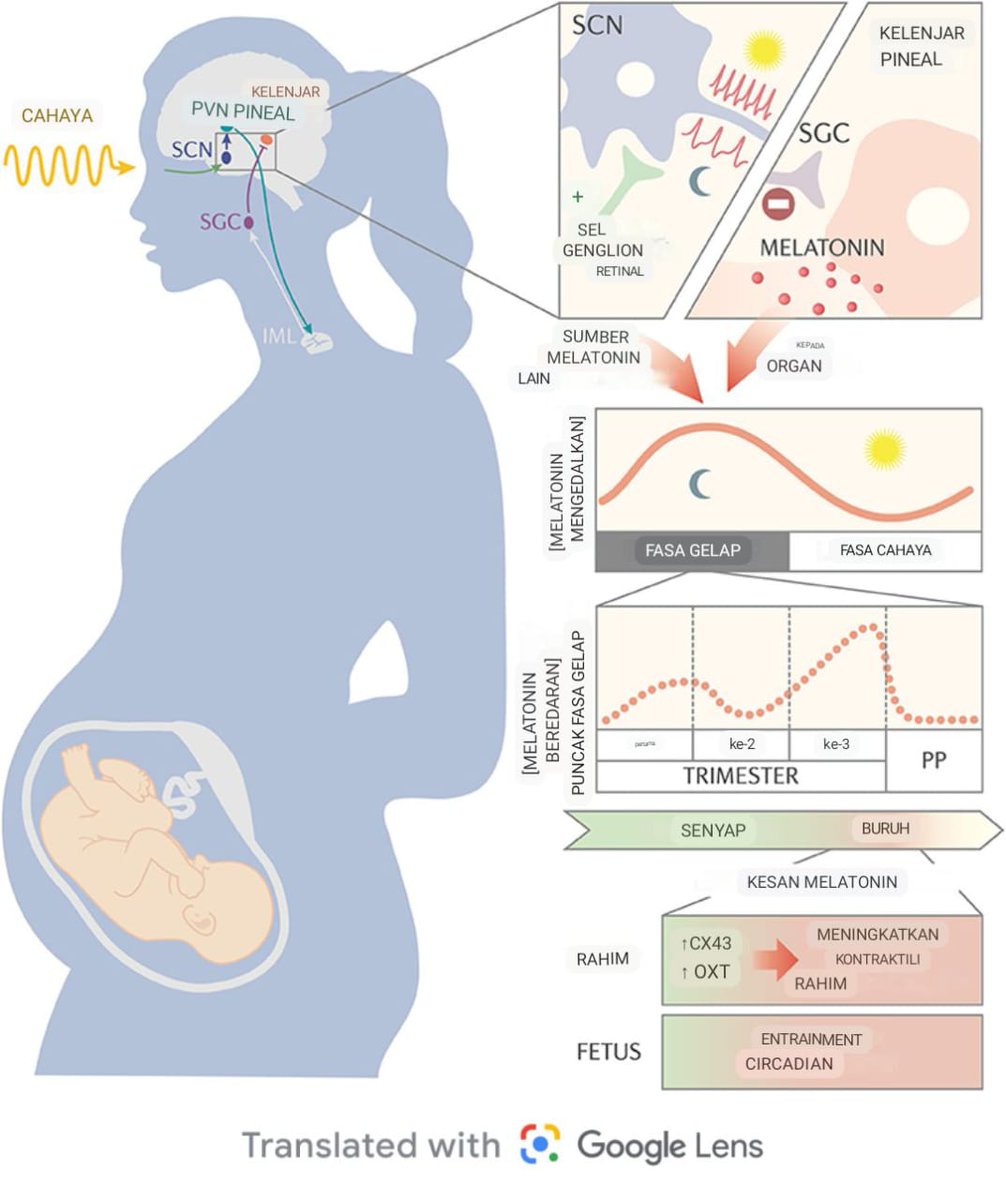 CAHAYA
KELENJAR
PVN PINEAL
SCN
SGC
IML
SCN
+
SEL
GENGLION
RETINAL
KELENJAR
PINEAL
SGC
MELATONIN
SUMBER
MELATONIN
LAIN
KEPADA
ORGAN
[MELATONIN
MENGEDALKAN]
FASA GELAP
FASA CAHAYA
[MELATONIN
BEREDARAN]
PUNCAK FASA GELAP
ke-2
ke-3
TRIMESTER
PP
SENYAP
BURUH
KESAN MELATONIN
RAHIM
↑CX43
↑ OXT
MENINGKATKAN
KONTRAKTILI
RAHIM
FETUS
ENTRAINMENT
CIRCADIAN
Translated with Google Lens